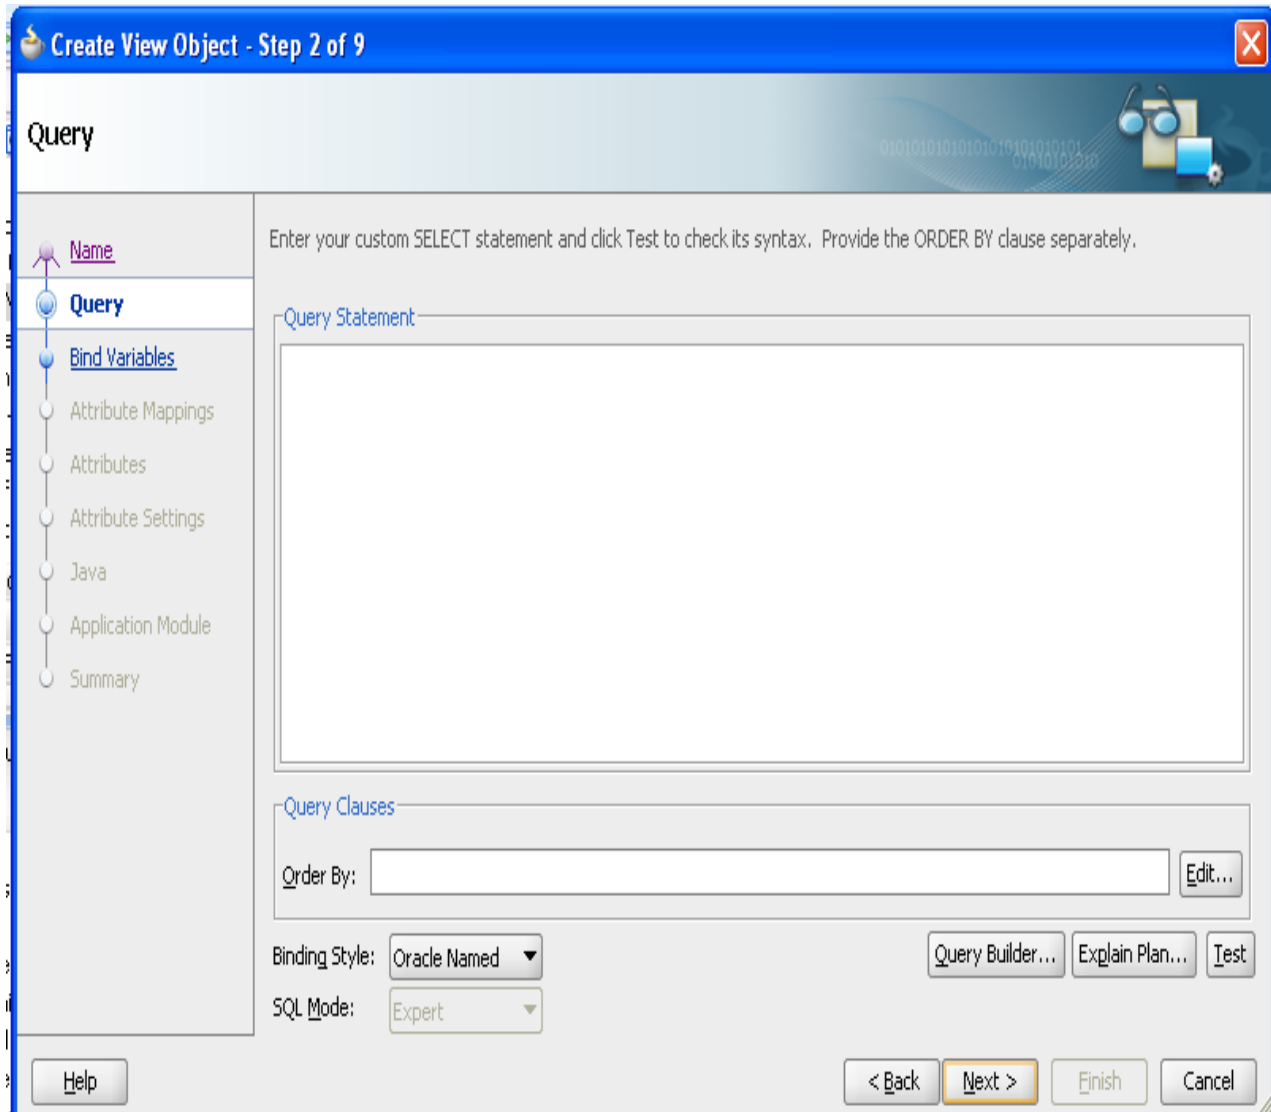 Create View Object - Step 2 of 9
Query
010101010101010101010101
01010101010
Name
Query
Bind Variables
Attribute Mappings
Attributes
Attribute Settings
Java
Application Module
Summary
Enter your custom SELECT statement and click Test to check its syntax.  Provide the ORDER BY clause separately.
Query Statement
Query Clauses
Order By:
Edit...
Binding Style:
Oracle Named
Query Builder...
Explain Plan...
Test
SQL Mode:
Expert
Help
< Back
Next >
Finish
Cancel